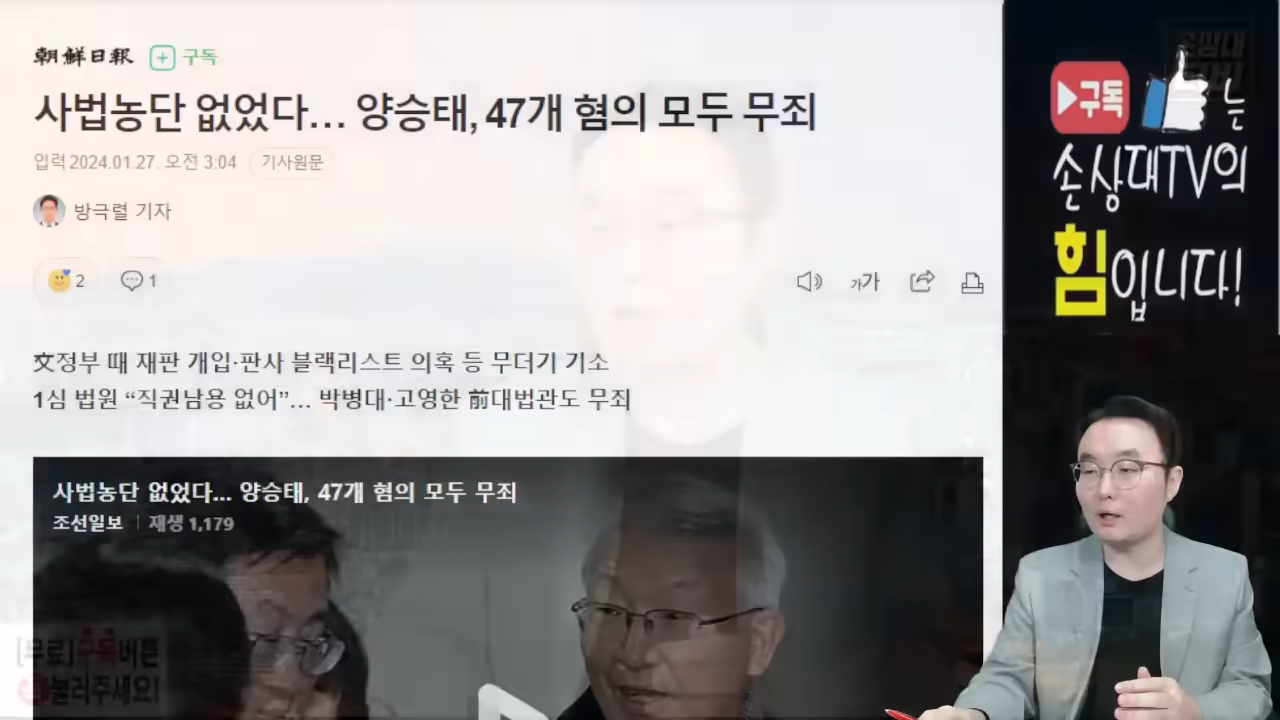 朝鮮日報 구독
사법농단 없었다… 양승태, 47개 혐의 모두 무죄
입력 2024.01.27. 오전 3:04 기사원문
방극렬 기자
2 1
가가
文정부 때 재판 개입·판사 블랙리스트 의혹 등 무더기 기소
1심 법원 “직권남용 없어”… 박병대·고영한 前대법관도 무죄
사법농단 없었다... 양승태, 47개 혐의 모두 무죄
조선일보 재생 1,179
[무료]구독버튼
눌러주세요!
구독 는
손상대TV의
힘입니다!